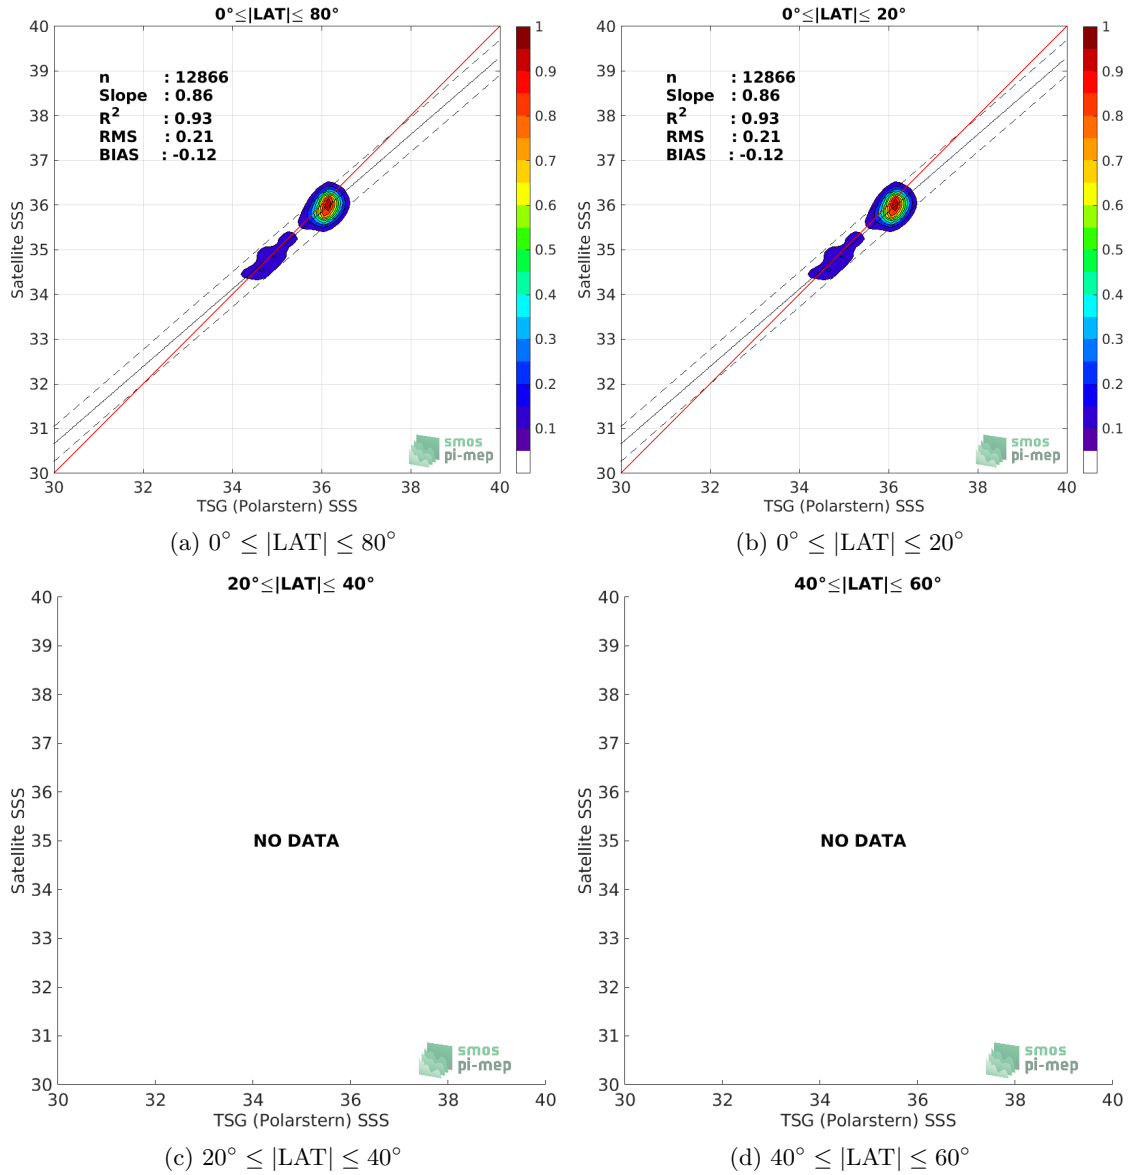 0°≤|LAT|≤ 80°
40
39
38
37
36
35
34
33
32
31
30
Satellite SSS
n : 12866
Slope : 0.86
R² : 0.93
RMS : 0.21
BIAS : -0.12
smos
pi-mep
30 32 34 36 38 40
TSG (Polarstern) SSS
1
0.9
0.8
0.7
0.6
0.5
0.4
0.3
0.2
0.1
(a) 0° ≤ |LAT| ≤ 80°
0°≤|LAT|≤ 20°
40
39
38
37
36
35
34
33
32
31
30
Satellite SSS
n : 12866
Slope : 0.86
R² : 0.93
RMS : 0.21
BIAS : -0.12
smos
pi-mep
30 32 34 36 38 40
TSG (Polarstern) SSS
1
0.9
0.8
0.7
0.6
0.5
0.4
0.3
0.2
0.1
(b) 0° ≤ |LAT| ≤ 20°
20°≤|LAT|≤ 40°
40
39
38
37
36
35
34
33
32
31
30
Satellite SSS
NO DATA
smos
pi-mep
30 32 34 36 38 40
TSG (Polarstern) SSS
(c) 20° ≤ |LAT| ≤ 40°
40°≤|LAT|≤ 60°
40
39
38
37
36
35
34
33
32
31
30
Satellite SSS
NO DATA
smos
pi-mep
30 32 34 36 38 40
TSG (Polarstern) SSS
(d) 40° ≤ |LAT| ≤ 60°